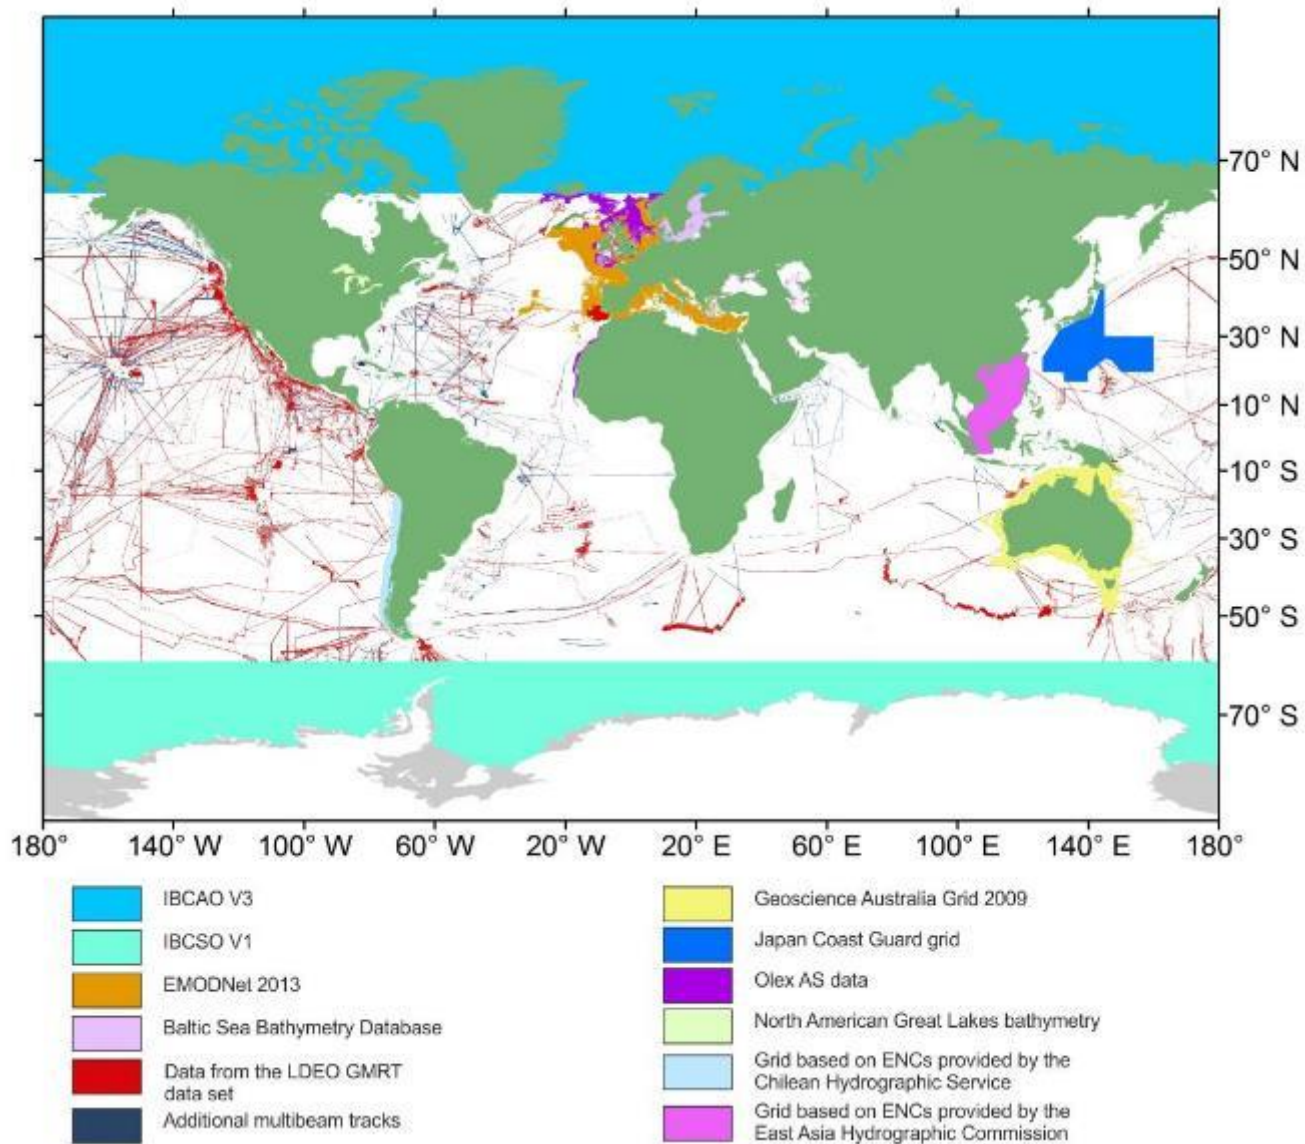 70° N
50° N
30° N
10° N
10° S
30° S
50° S
70° S
180° 140° W 100° W 60° W 20° W 20° E 60° E 100° E 140° E 180°
IBCAO V3
IBCSO V1
EMODNet 2013
Baltic Sea Bathymetry Database
Data from the LDEO GMRT
data set
Additional multibeam tracks
Geoscience Australia Grid 2009
Japan Coast Guard grid
Olex AS data
North American Great Lakes bathymetry
Grid based on ENCs provided by the
Chilean Hydrographic Service
Grid based on ENCs provided by the
East Asia Hydrographic Commission